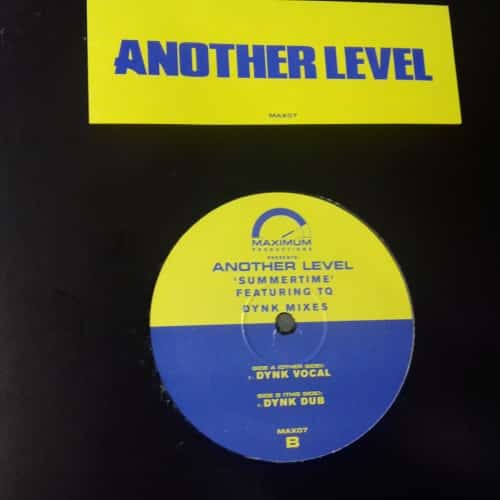 ANOTHER LEVEL
MAX07
MAXIMUM
PRODUCTIONS
PRESENTS
ANOTHER LEVEL
'SUMMERTIME'
FEATURING TQ
DYNK MIXES
SIDE A (OTHER SIDE):
1. DYNK VOCAL
SIDE B (THIS SIDE):
1. DYNK DUB
MAX07
B